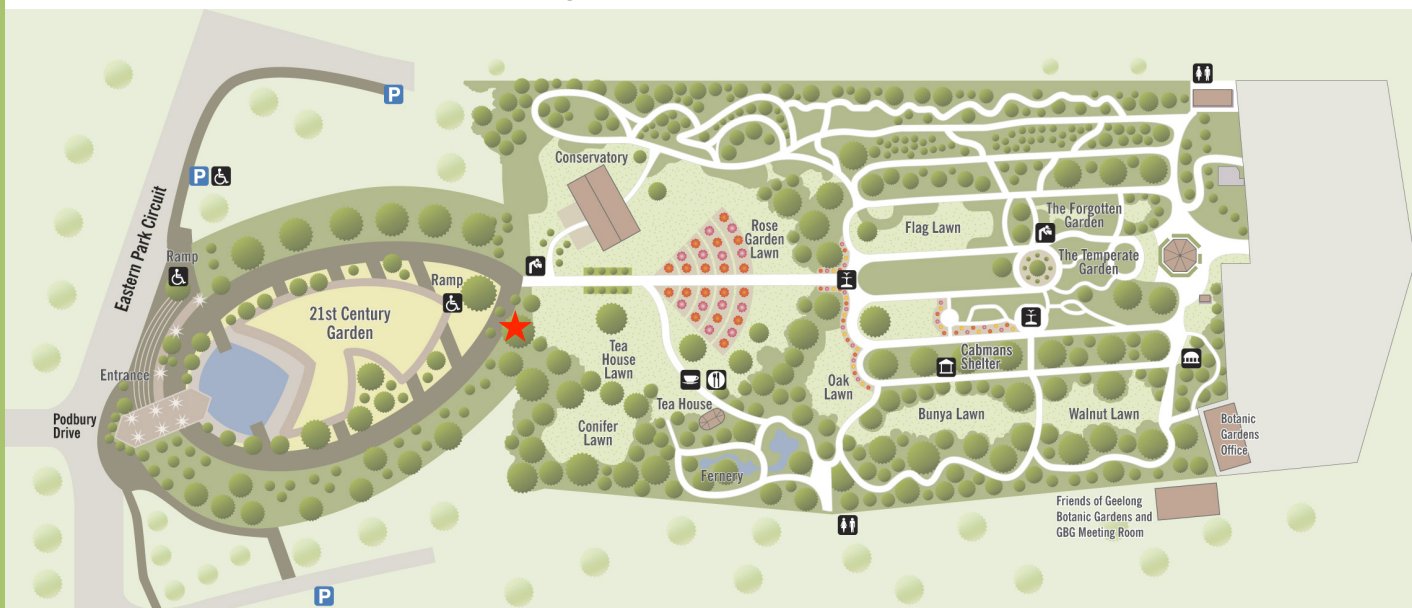 P
Conservatory
P
Eastern Park Circuit
Rose
Garden
Lawn
Flag Lawn
The Forgotten
Garden
The Temperate
Garden
Ramp
Ramp
21st Century
Garden
Tea
House
Lawn
Entrance
Cabmans
Shelter
Oak
Lawn
Tea House
Podbury
Drive
Conifer
Lawn
Bunya Lawn
Walnut Lawn
Botanic
Gardens
Office
Fernery
Friends of Geelong
Botanic Gardens and
GBG Meeting Room
P